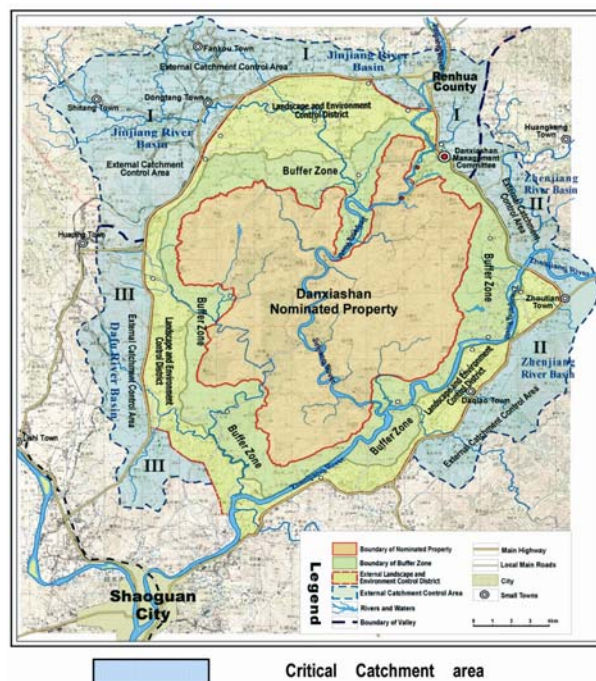 Fankou Town
I
Jinjiang River
Basin
External Catchment Control Area
Renhua
County
Shitang Town
Dongtang Town
Landscape and Environment
Control District
I
I
Jinjiang River
Basin
Huangkeng
Town
External Catchment
Control Area
Buffer Zone
Danxiashan
Management
Committee
Zhenjiang
River Basin
II
External Catchment
Control Area
Danxiashan
Nominated Property
Buffer Zone
Zhoutian
Town
III
Buffer Zone
Landscape and Environment
Control District
External Catchment Control Area
Dafu River Basin
II
Zhenjiang
River Basin
Landscape and Environment
Control District
Daqiao Town
External Catchment Control Area
Buffer Zone
Buffer Zone
III
Shaoguan
City
Legend
Boundary of Nominated Property
Boundary of Buffer Zone
External Landscape and
Environment Control District
External Catchment Control Area
Rivers and Waters
Boundary of Valley
Main Highway
Local Main Roads
City
Small Towns
Critical Catchment area